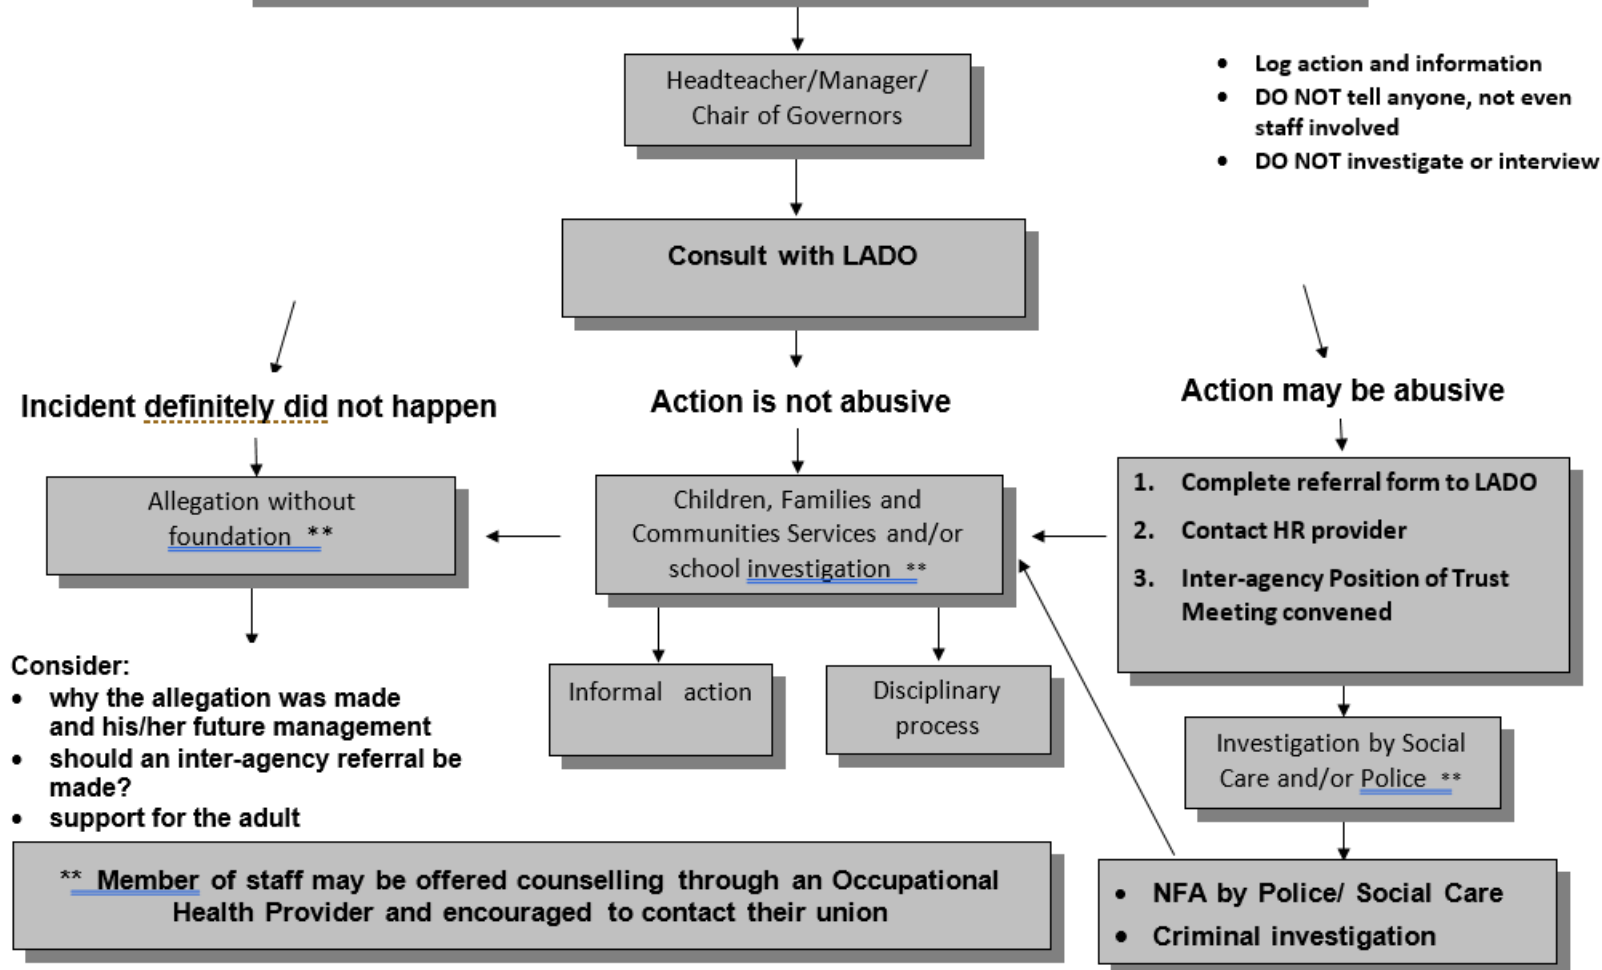 Headteacher/Manager/
Chair of Governors
• Log action and information
• DO NOT tell anyone, not even
staff involved
• DO NOT investigate or interview
Consult with LADO
Incident definitely did not happen
Action is not abusive
Action may be abusive
Allegation without
foundation **
Children, Families and
Communities Services and/or
school investigation **
1. Complete referral form to LADO
2. Contact HR provider
3. Inter-agency Position of Trust
Meeting convened
Consider:
• why the allegation was made
and his/her future management
• should an inter-agency referral be
made?
• support for the adult
Informal action
Disciplinary
process
Investigation by Social
Care and/or Police **
** Member of staff may be offered counselling through an Occupational
Health Provider and encouraged to contact their union
• NFA by Police/ Social Care
• Criminal investigation